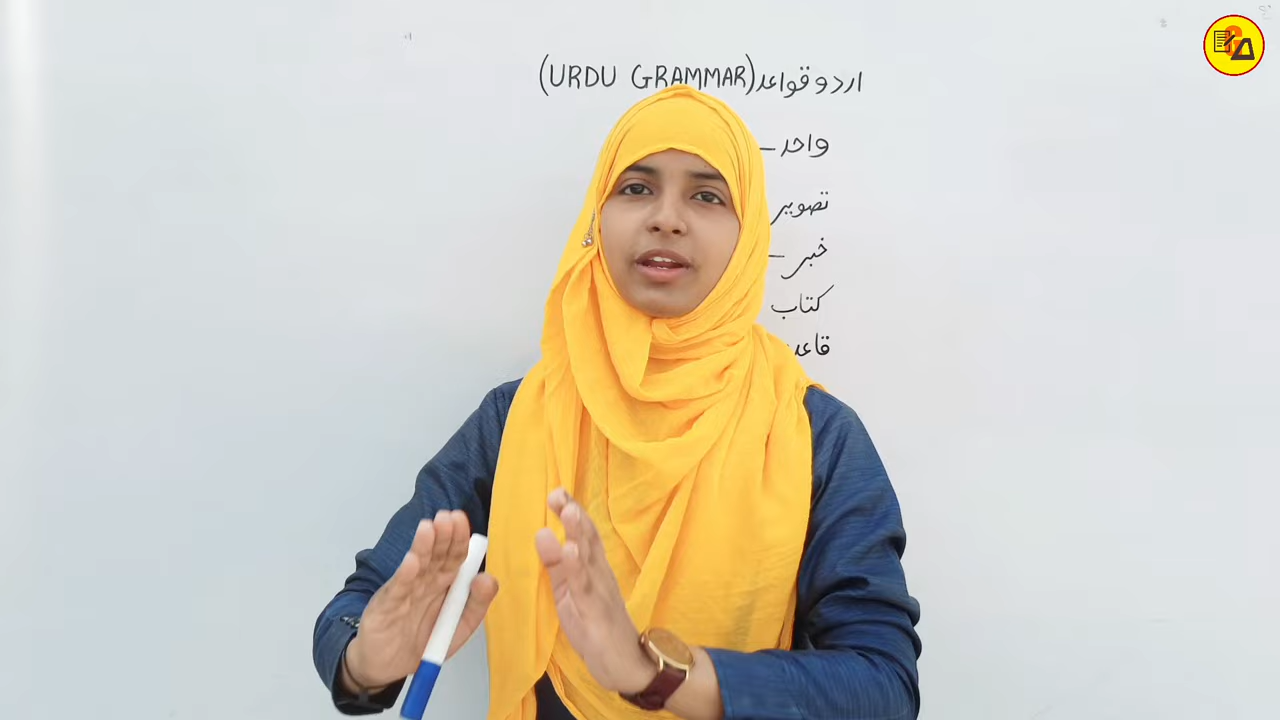 اردو قواعد (URDU GRAMMAR)
واحد –
تصویر
خبر –
کتاب